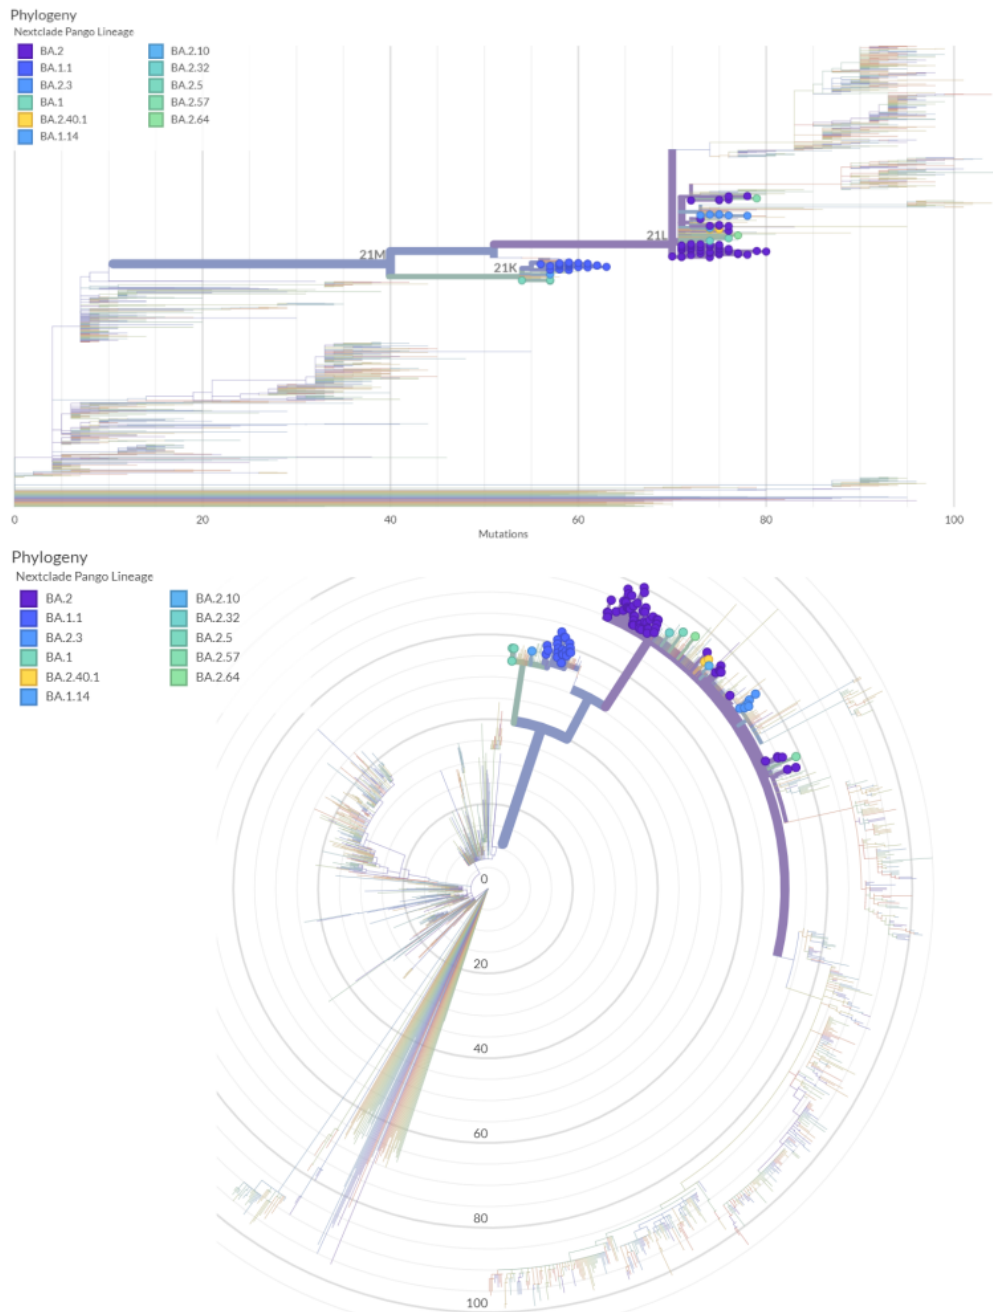 Phylogeny
Nextclade Pango Lineage
BA.2 BA.2.10
BA.1.1 BA.2.32
BA.2.3 BA.2.5
BA.1 BA.2.57
BA.2.40.1 BA.2.64
BA.1.14
21L
21M
21K
0 20 40 60 80 100
Mutations
Phylogeny
Nextclade Pango Lineage
BA.2 BA.2.10
BA.1.1 BA.2.32
BA.2.3 BA.2.5
BA.1 BA.2.57
BA.2.40.1 BA.2.64
BA.1.14
0
20
40
60
80
100